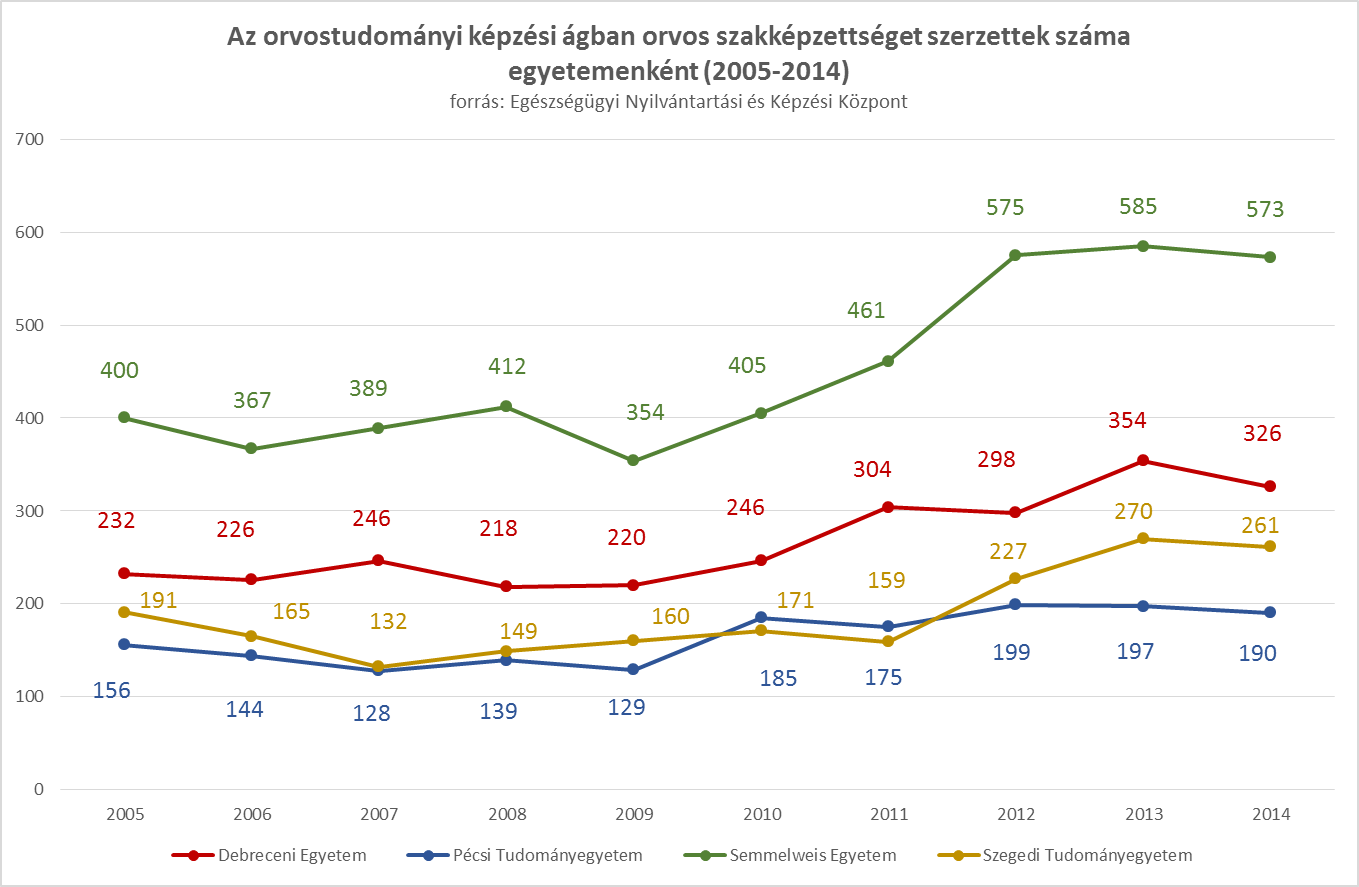 Az orvostudományi képzési ágban orvos szakképzettséget szerzettek száma
egyetemenként (2005-2014)
forrás: Egészségügyi Nyilvántartási és Képzési Központ
700
600
500
400
300
200
100
0
400 367 389 412 354 405 461 575 585 573
232 226 246 218 220 246 304 298 354 326
191 165 132 149 160 171 159 227 270 261
156 144 128 139 129 185 175 199 197 190
2005 2006 2007 2008 2009 2010 2011 2012 2013 2014
Debreceni Egyetem Pécsi Tudományegyetem Semmelweis Egyetem Szegedi Tudományegyetem